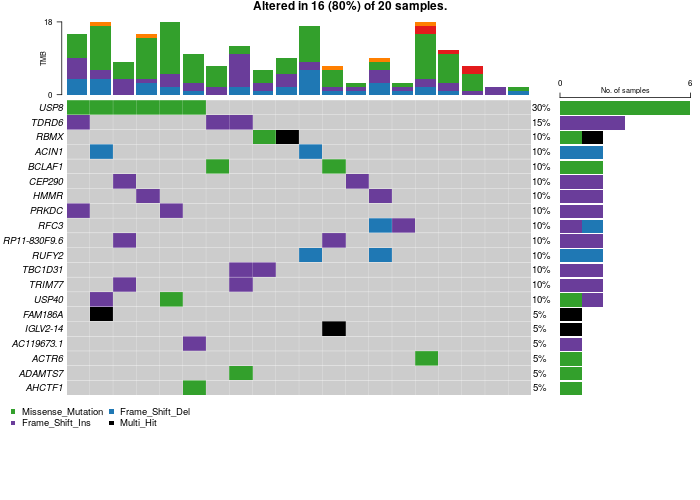 Altered in 16 (80%) of 20 samples.
18
TMB
0
0 6
No. of samples
USP8 30%
TDRD6 15%
RBMX 10%
ACIN1 10%
BCLAF1 10%
CEP290 10%
HMMR 10%
PRKDC 10%
RFC3 10%
RP11-830F9.6 10%
RUFY2 10%
TBC1D31 10%
TRIM77 10%
USP40 10%
FAM186A 5%
IGLV2-14 5%
AC119673.1 5%
ACTR6 5%
ADAMTS7 5%
AHCTF1 5%
Missense_Mutation Frame_Shift_Del
Frame_Shift_Ins Multi_Hit